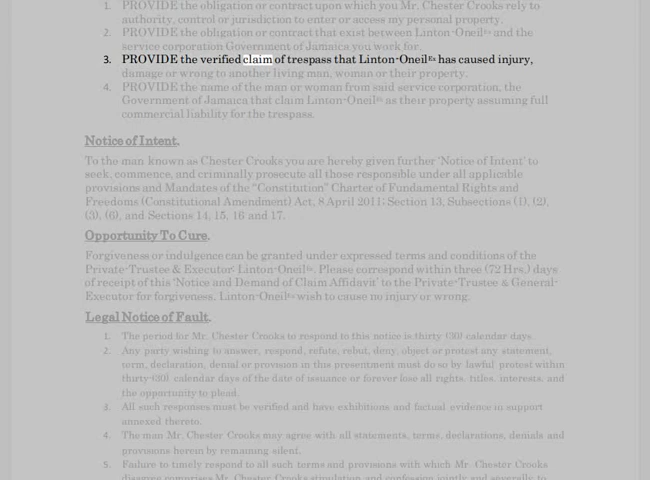 1. PROVIDE the obligation or contract upon which you Mr. Chester Crooks rely to
authority, control or jurisdiction to enter or access my personal property.
2. PROVIDE the obligation or contract that exist between Linton-Oneil Es and the
service corporation Government of Jamaica you work for.
3. PROVIDE the verified claim of trespass that Linton-Oneil Es has caused injury,
damage or wrong to another living man, woman or their property.
4. PROVIDE the name of the man or woman from said service corporation, the
Government of Jamaica that claim Linton-Oneil Es as their property assuming full
commercial liability for the trespass.
Notice of Intent.
To the man known as Chester Crooks you are hereby given further 'Notice of Intent' to
seek, commence, and criminally prosecute all those responsible under all applicable
provisions and Mandates of the "Constitution" Charter of Fundamental Rights and
Freedoms (Constitutional Amendment) Act, 8 April 2011; Section 13, Subsections (1), (2),
(3), (6), and Sections 14, 15, 16 and 17.
Opportunity To Cure.
Forgiveness or indulgence can be granted under expressed terms and conditions of the
Private-Trustee & Executor: Linton-Oneil Es. Please correspond within three (72 Hrs.) days
of receipt of this 'Notice and Demand of Claim Affidavit' to the Private-Trustee & General-
Executor for forgiveness. Linton-Oneil Es wish to cause no injury or wrong.
Legal Notice of Fault.
1. The period for Mr. Chester Crooks to respond to this notice is thirty (30) calendar days.
2. Any party wishing to answer, respond, refute, rebut, deny, object or protest any statement,
term, declaration, denial or provision in this presentment must do so by lawful protest within
thirty-(30) calendar days of the date of issuance or forever lose all rights, titles, interests, and
the opportunity to plead.
3. All such responses must be verified and have exhibitions and factual evidence in support
annexed thereto.
4. The man Mr. Chester Crooks may agree with all statements, terms, declarations, denials and
provisions herein by remaining silent.
5. Failure to timely respond to all such terms and provisions with which Mr. Chester Crooks
disagree comprises Mr. Chester Crooks stipulation and confession jointly and severally, to